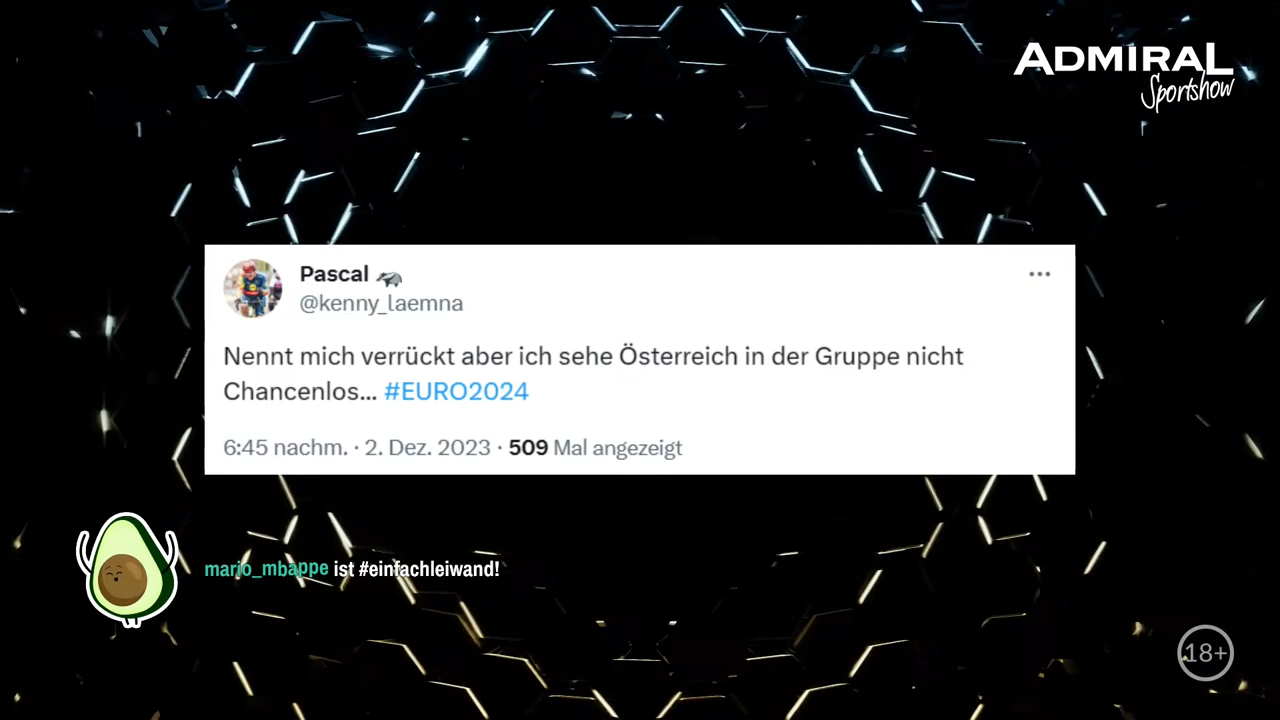 ADMIRAL
Sportshow
Pascal
@kenny_laemna
Nennt mich verrückt aber ich sehe Österreich in der Gruppe nicht
Chancenlos... #EURO2024
6:45 nachm. · 2. Dez. 2023 · 509 Mal angezeigt
mario_mbappe ist #einfachleiwand!
18+